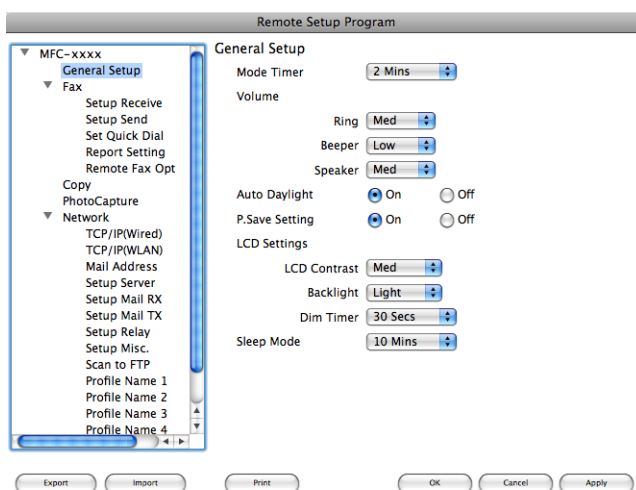 Remote Setup Program
MFC-xxxx
General Setup
Fax
Setup Receive
Setup Send
Set Quick Dial
Report Setting
Remote Fax Opt
Copy
PhotoCapture
Network
TCP/IP(Wired)
TCP/IP(WLAN)
Mail Address
Setup Server
Setup Mail RX
Setup Mail TX
Setup Relay
Setup Misc.
Scan to FTP
Profile Name 1
Profile Name 2
Profile Name 3
Profile Name 4
General Setup
Mode Timer 2 Mins
Volume
Ring Med
Beeper Low
Speaker Med
Auto Daylight On Off
P.Save Setting On Off
LCD Settings
LCD Contrast Med
Backlight Light
Dim Timer 30 Secs
Sleep Mode 10 Mins
Export Import Print OK Cancel Apply